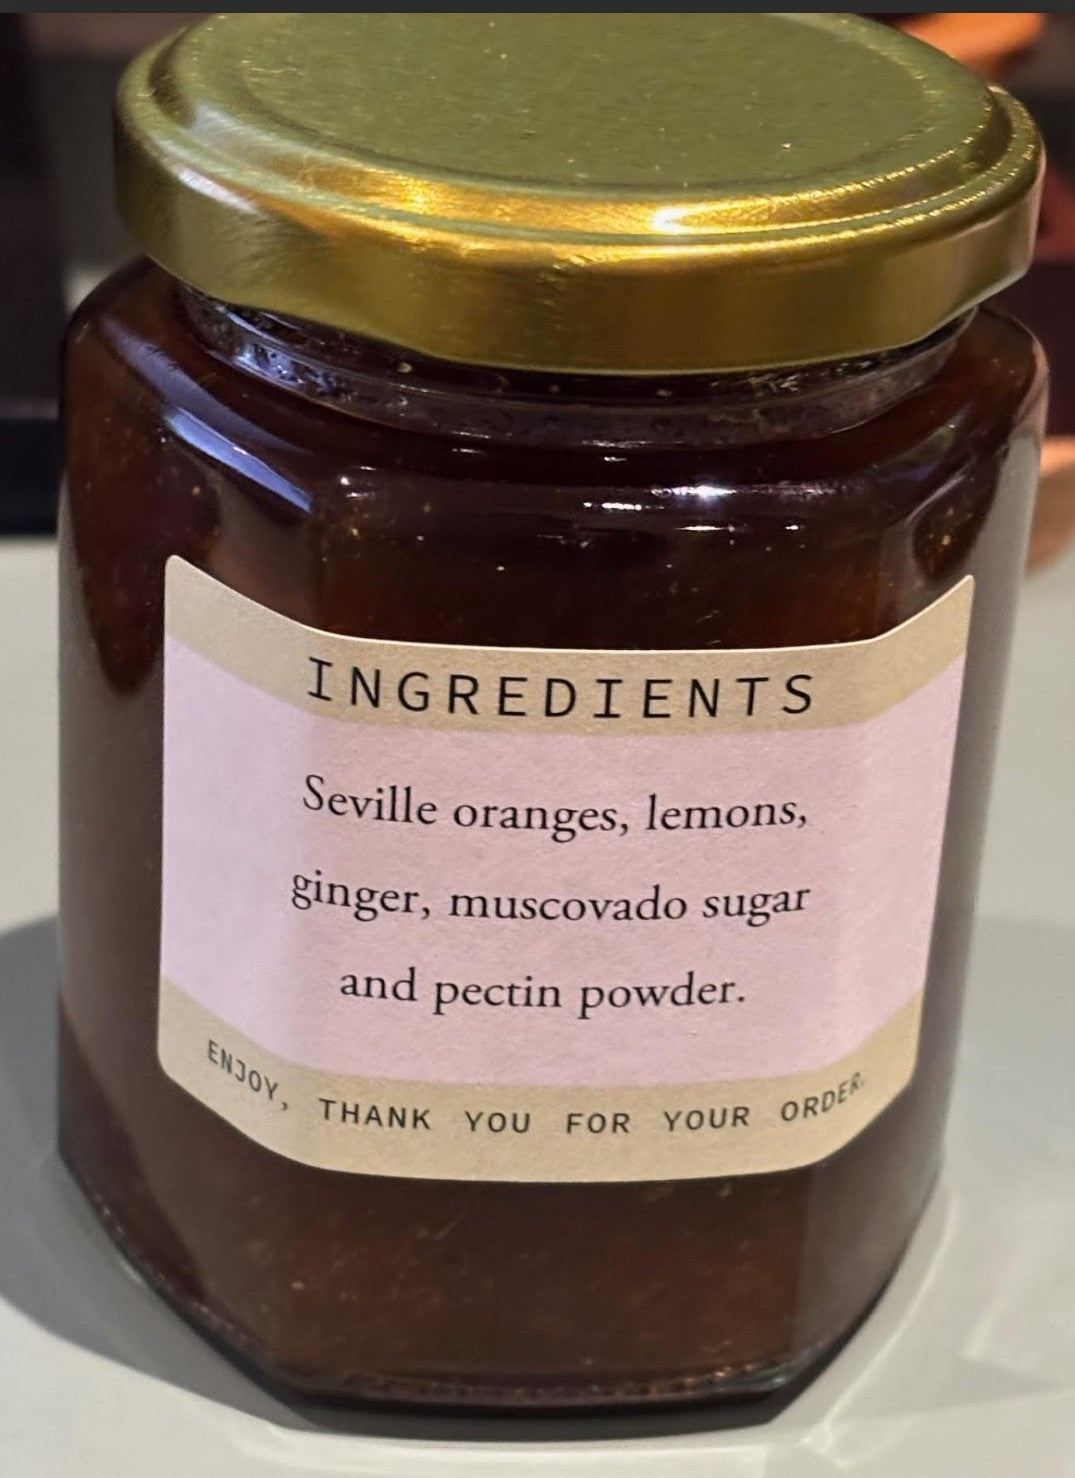 INGREDIENTS
Seville oranges, lemons,
ginger, muscovado sugar
and pectin powder.
ENJOY, THANK YOU FOR YOUR ORDER.